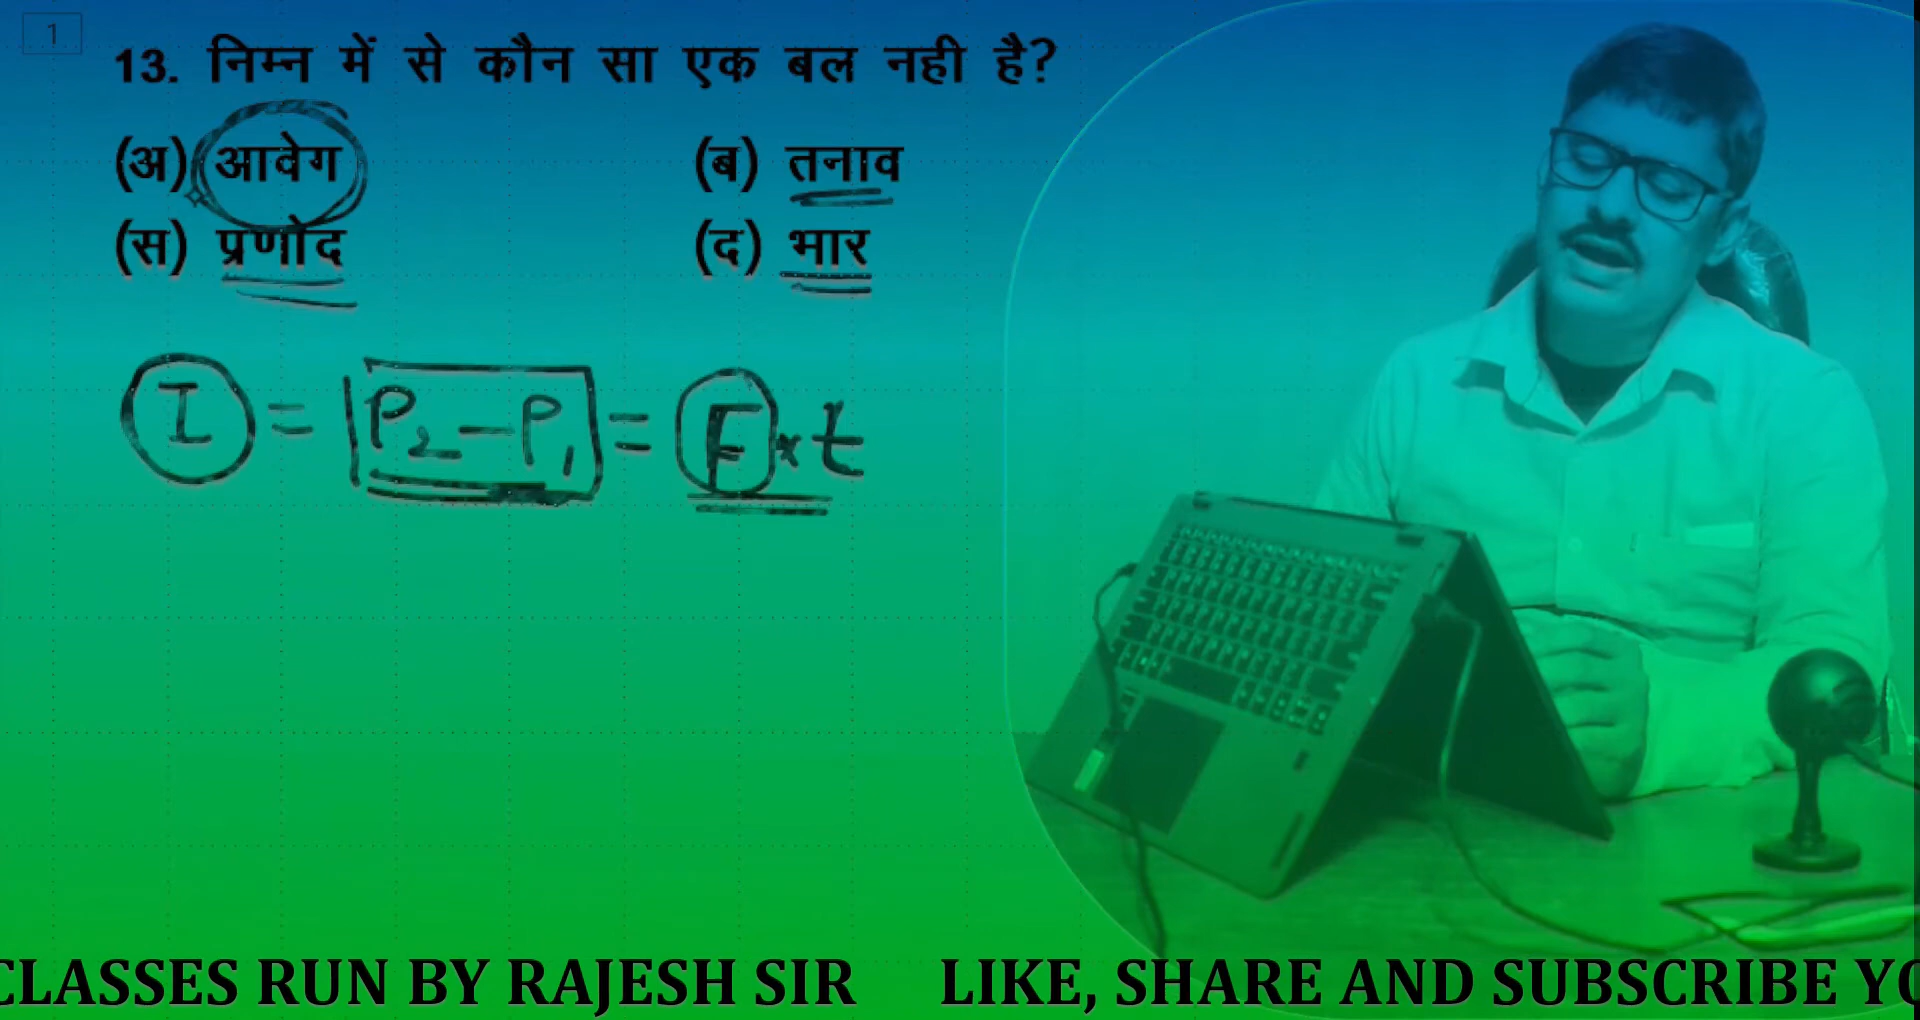 1
13. निम्न में से कौन सा एक बल नही है?
(अ) आवेग (ब) तनाव
(स) प्रणोद (द) भार
I = |P₂-P₁| = F×t
CLASSES RUN BY RAJESH SIR LIKE, SHARE AND SUBSCRIBE YO